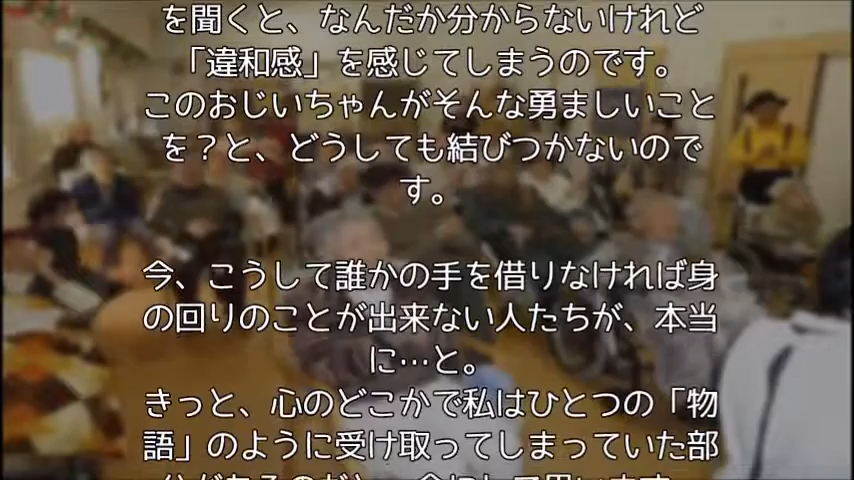 を聞くと、なんだか分からないけれど
「違和感」を感じてしまうのです。
このおじいちゃんがそんな勇ましいこと
を？と、どうしても結びつかないので
す。
今、こうして誰かの手を借りなければ身
の回りのことが出来ない人たちが、本当
に…と。
きっと、心のどこかで私はひとつの「物
語」のように受け取ってしまっていた部